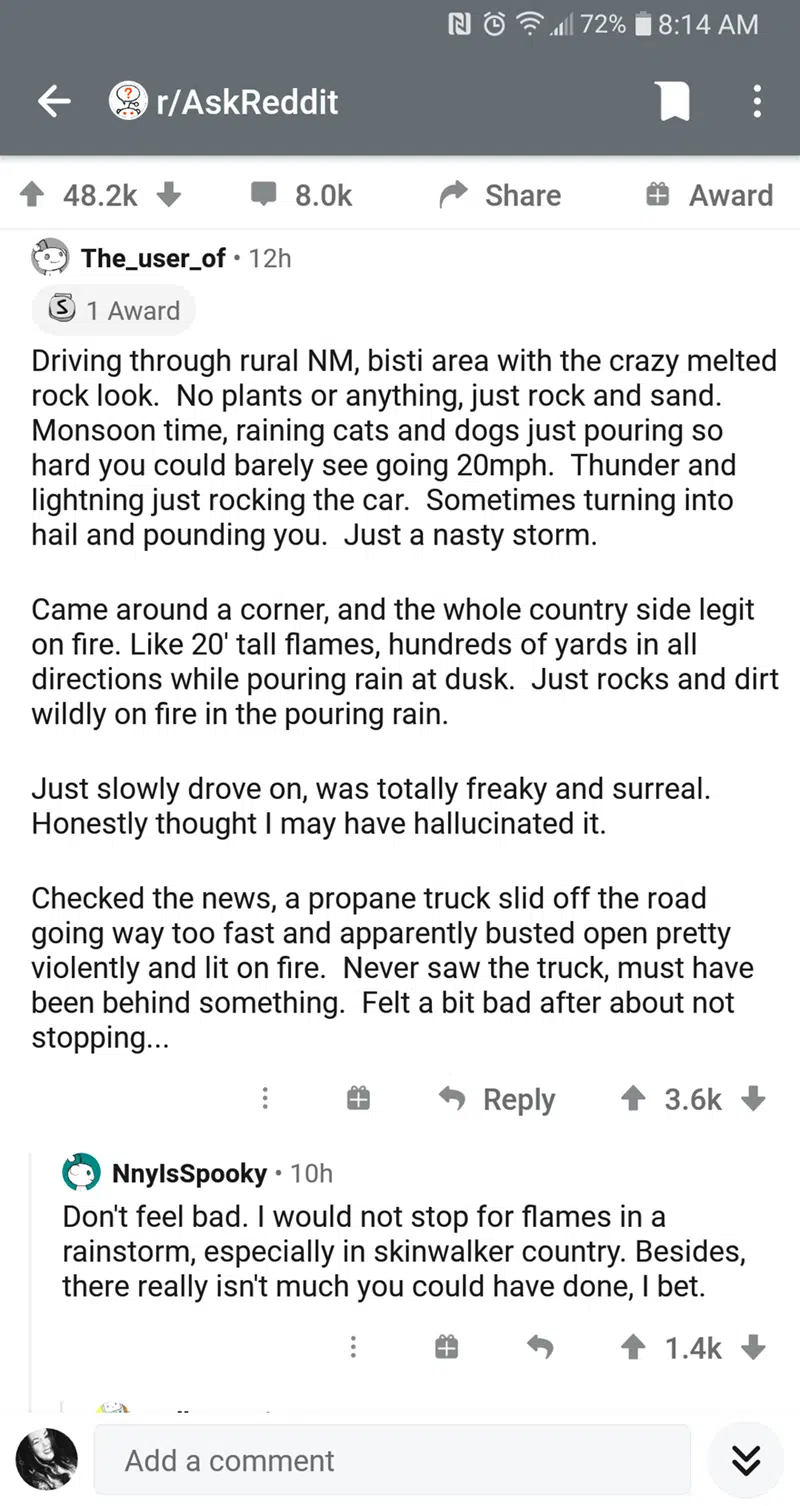 72% 8:14 AM
r/AskReddit
48.2k 8.0k Share Award
The_user_of • 12h
S 1 Award
Driving through rural NM, bisti area with the crazy melted
rock look.  No plants or anything, just rock and sand.
Monsoon time, raining cats and dogs just pouring so
hard you could barely see going 20mph.  Thunder and
lightning just rocking the car.  Sometimes turning into
hail and pounding you.  Just a nasty storm.
Came around a corner, and the whole country side legit
on fire. Like 20' tall flames, hundreds of yards in all
directions while pouring rain at dusk.  Just rocks and dirt
wildly on fire in the pouring rain.
Just slowly drove on, was totally freaky and surreal.
Honestly thought I may have hallucinated it.
Checked the news, a propane truck slid off the road
going way too fast and apparently busted open pretty
violently and lit on fire.  Never saw the truck, must have
been behind something.  Felt a bit bad after about not
stopping...
Reply 3.6k
NnyIsSpooky • 10h
Don't feel bad. I would not stop for flames in a
rainstorm, especially in skinwalker country. Besides,
there really isn't much you could have done, I bet.
1.4k
Add a comment